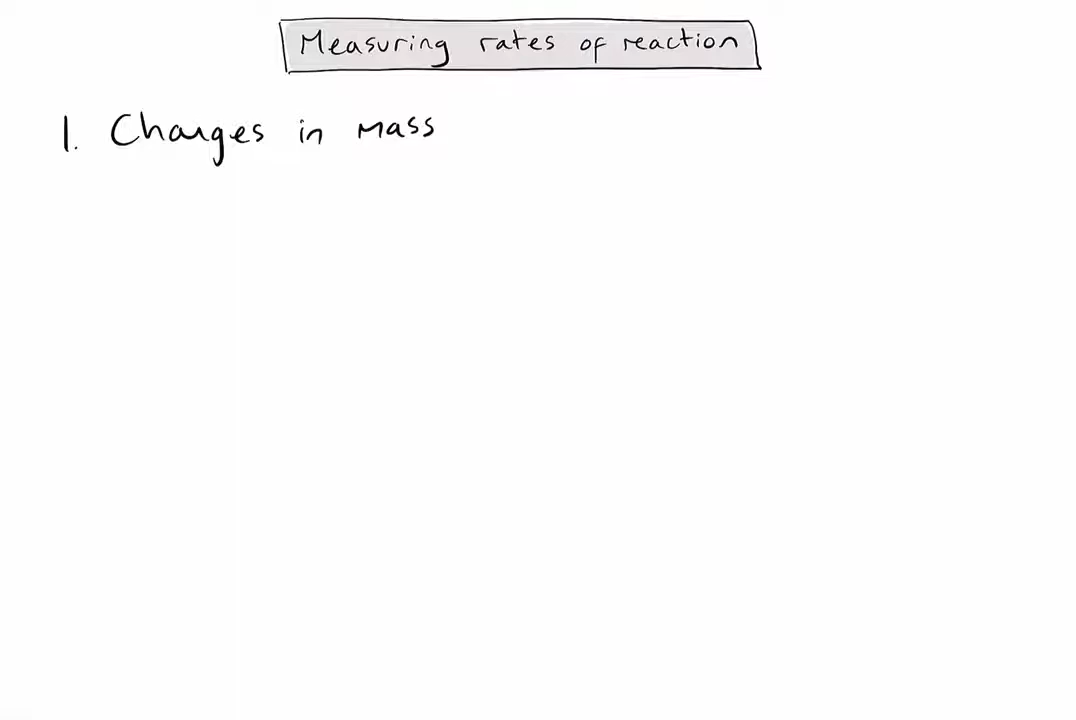 Measuring rates of reaction
1. Changes in mass